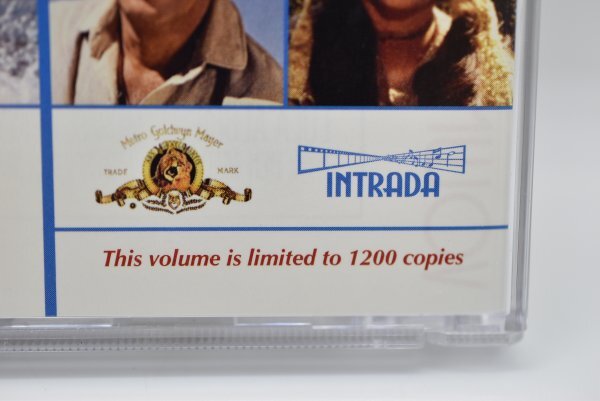 Metro Goldwyn Mayer
TRADE MARK
INTRADA
This volume is limited to 1200 copies